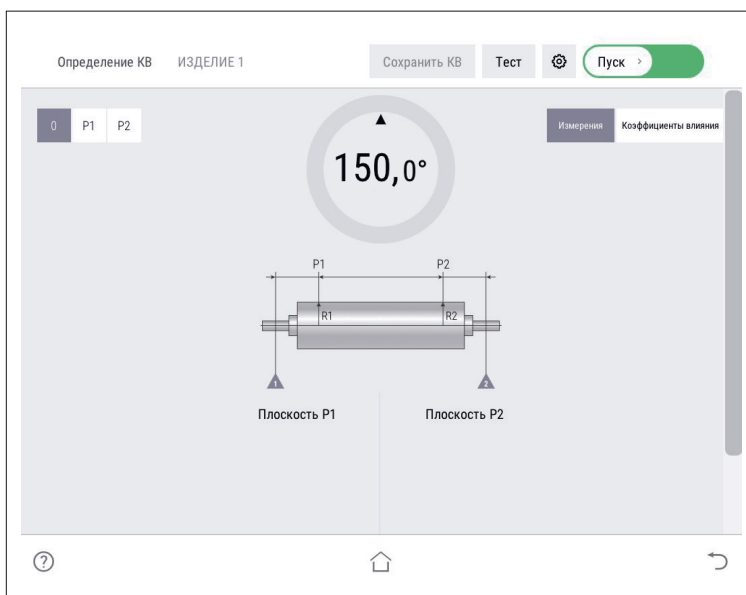 Определение КВ ИЗДЕЛИЕ 1 Сохранить КВ Тест Пуск >
0 P1 P2 Измерения Коэффициенты влияния
150,0°
P1 P2
R1 R2
1 2
Плоскость P1 Плоскость P2
?